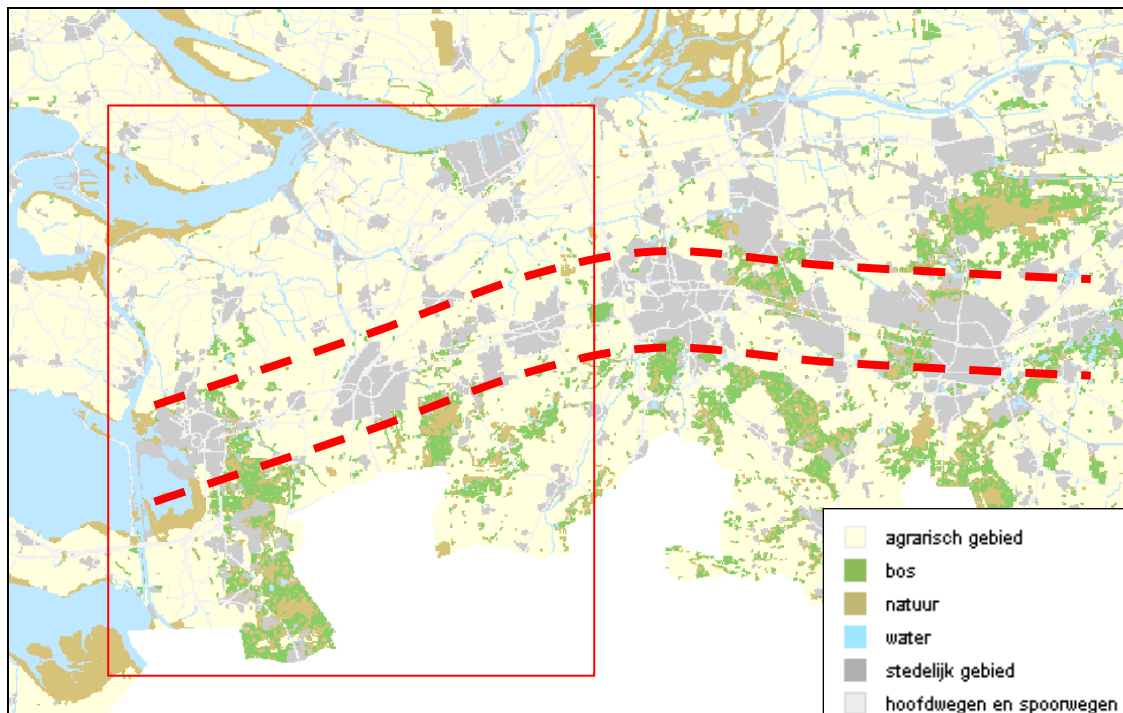 agrarisch gebied
bos
natuur
water
stedelijk gebied
hoofdwegen en spoorwegen